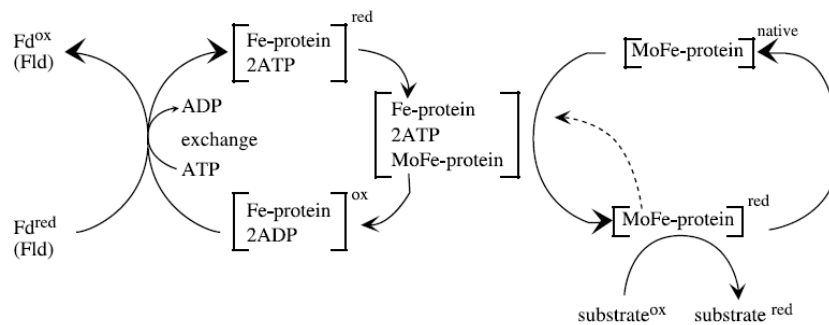 Fd^ox
(Fld)
Fe-protein
2ATP
red
ADP
exchange
ATP
Fd^red
(Fld)
Fe-protein
2ADP
ox
Fe-protein
2ATP
MoFe-protein
MoFe-protein
native
MoFe-protein
red
substrate^ox
substrate ^red